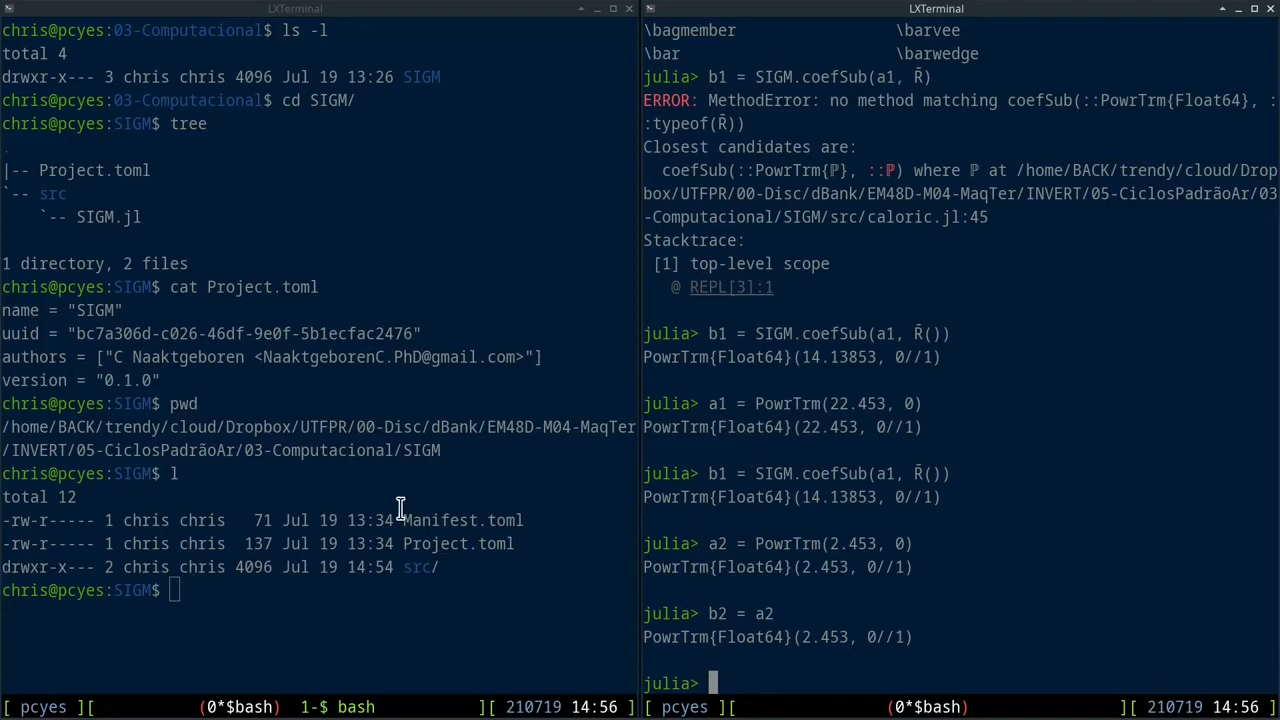 LXTerminal
chris@pcyes:03-Computacional$ ls -l
total 4
drwxr-x--- 3 chris chris 4096 Jul 19 13:26 SIGM
chris@pcyes:03-Computacional$ cd SIGM/
chris@pcyes:SIGM$ tree
.
|-- Project.toml
`-- src
    `-- SIGM.jl
1 directory, 2 files
chris@pcyes:SIGM$ cat Project.toml
name = "SIGM"
uuid = "bc7a306d-c026-46df-9e0f-5b1ecfac2476"
authors = ["C Naaktgeboren <NaaktgeborenC.PhD@gmail.com>"]
version = "0.1.0"
chris@pcyes:SIGM$ pwd
/home/BACK/trendy/cloud/Dropbox/UTFPR/00-Disc/dBank/EM48D-M04-MaqTer
/INVERT/05-CiclosPadrãoAr/03-Computacional/SIGM
chris@pcyes:SIGM$ l
total 12
-rw-r----- 1 chris chris   71 Jul 19 13:34 Manifest.toml
-rw-r----- 1 chris chris  137 Jul 19 13:34 Project.toml
drwxr-x--- 2 chris chris 4096 Jul 19 14:54 src/
chris@pcyes:SIGM$
[ pcyes ][ (0*$bash) 1-$ bash ][ 210719 14:56 ]
LXTerminal
\bagmember \barvee
\bar \barwedge
julia> b1 = SIGM.coefSub(a1, R̄)
ERROR: MethodError: no method matching coefSub(::PowrTrm{Float64}, :
:typeof(R̄))
Closest candidates are:
  coefSub(::PowrTrm{ℙ}, ::ℙ) where ℙ at /home/BACK/trendy/cloud/Drop
box/UTFPR/00-Disc/dBank/EM48D-M04-MaqTer/INVERT/05-CiclosPadrãoAr/03
-Computacional/SIGM/src/caloric.jl:45
Stacktrace:
 [1] top-level scope
   @ REPL[3]:1
julia> b1 = SIGM.coefSub(a1, R̄())
PowrTrm{Float64}(14.13853, 0//1)
julia> a1 = PowrTrm(22.453, 0)
PowrTrm{Float64}(22.453, 0//1)
julia> b1 = SIGM.coefSub(a1, R̄())
PowrTrm{Float64}(14.13853, 0//1)
julia> a2 = PowrTrm(2.453, 0)
PowrTrm{Float64}(2.453, 0//1)
julia> b2 = a2
PowrTrm{Float64}(2.453, 0//1)
julia>
[ pcyes ][ (0*$bash) ][ 210719 14:56 ]